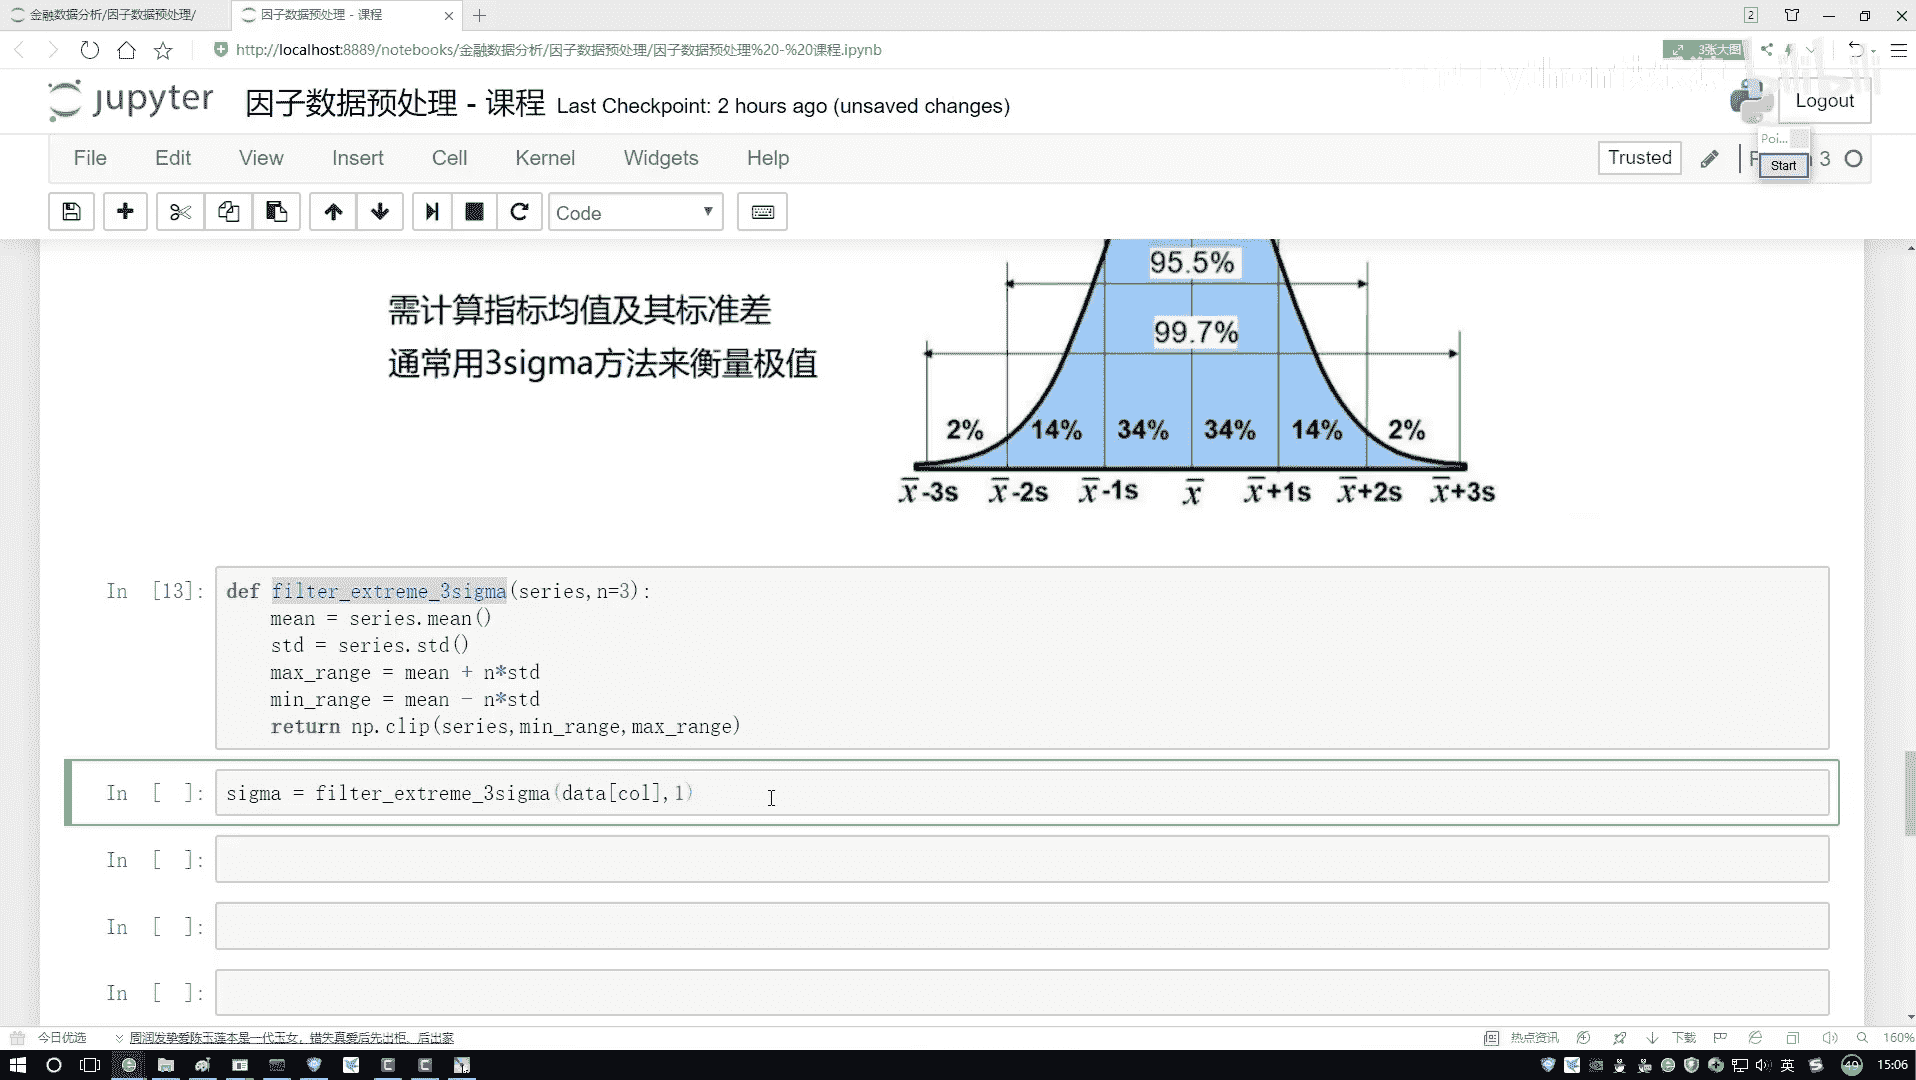 金融数据分析/因子数据预处理/
因子数据预处理 - 课程
2
http://localhost:8889/notebooks/金融数据分析/因子数据预处理/因子数据预处理%20-%20课程.ipynb
3张大图
bilibili
jupyter 因子数据预处理 - 课程 Last Checkpoint: 2 hours ago (unsaved changes)
Logout
Poi...
Start
File Edit View Insert Cell Kernel Widgets Help
Trusted
3
Code
95.5%
需计算指标均值及其标准差
99.7%
通常用3sigma方法来衡量极值
2% 14% 34% 34% 14% 2%
x̅-3s x̅-2s x̅-1s x̅ x̅+1s x̅+2s x̅+3s
In [13]:
def filter_extreme_3sigma(series,n=3):
mean = series.mean()
std = series.std()
max_range = mean + n*std
min_range = mean - n*std
return np.clip(series,min_range,max_range)
In [ ]: sigma = filter_extreme_3sigma(data[col],1)
In [ ]:
In [ ]:
In [ ]:
今日优选
周润发挚爱陈玉莲本是一代玉女，错失真爱后先出柜、后出家
热点资讯
下载
160%
英
49
15:06